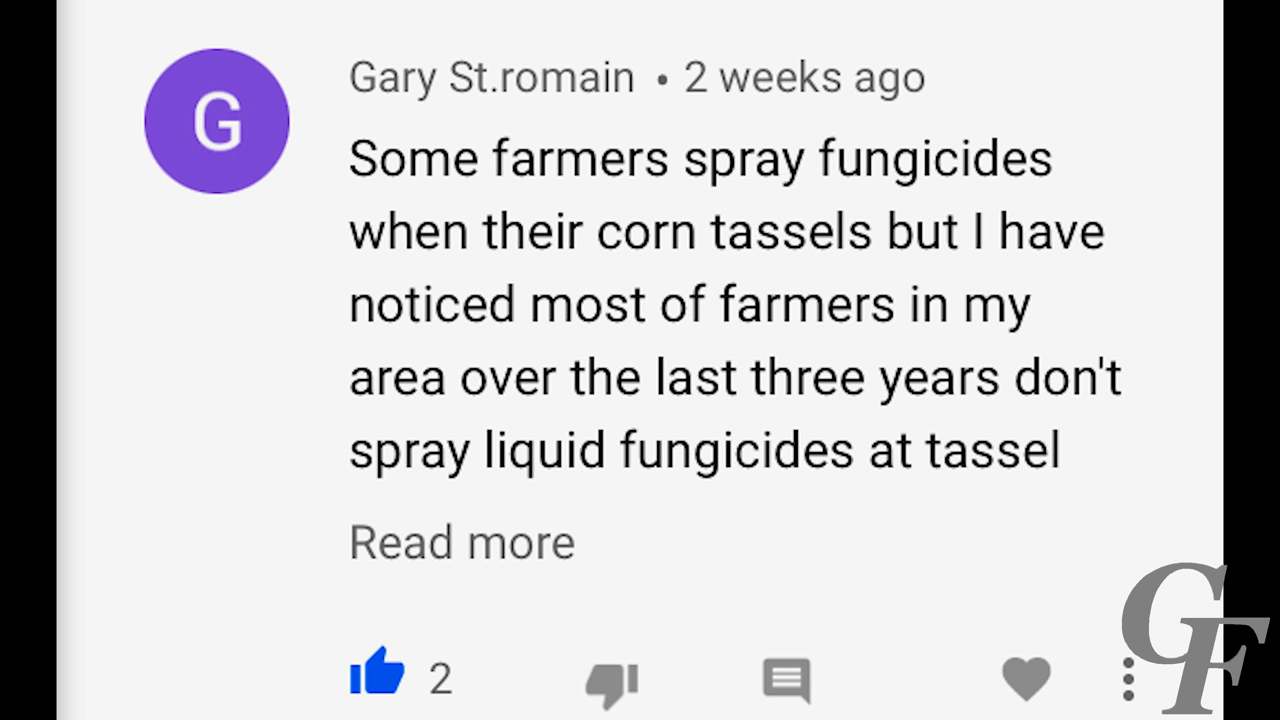 G
Gary St.romain • 2 weeks ago
Some farmers spray fungicides
when their corn tassels but I have
noticed most of farmers in my
area over the last three years don't
spray liquid fungicides at tassel
Read more
2
GF